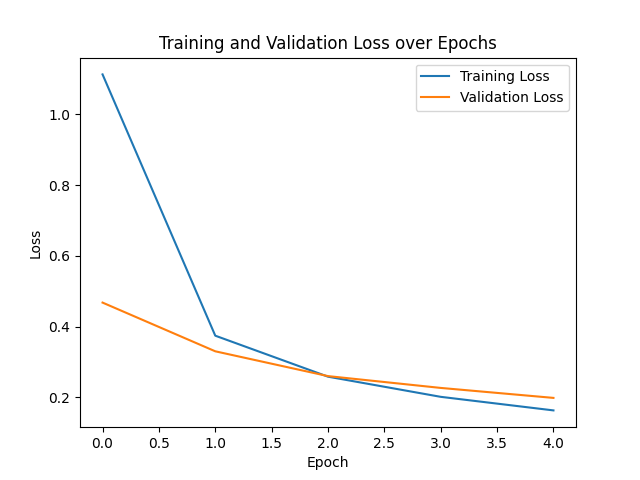 Training and Validation Loss over Epochs
Training Loss
Validation Loss
Loss
1.0
0.8
0.6
0.4
0.2
0.0 0.5 1.0 1.5 2.0 2.5 3.0 3.5 4.0
Epoch